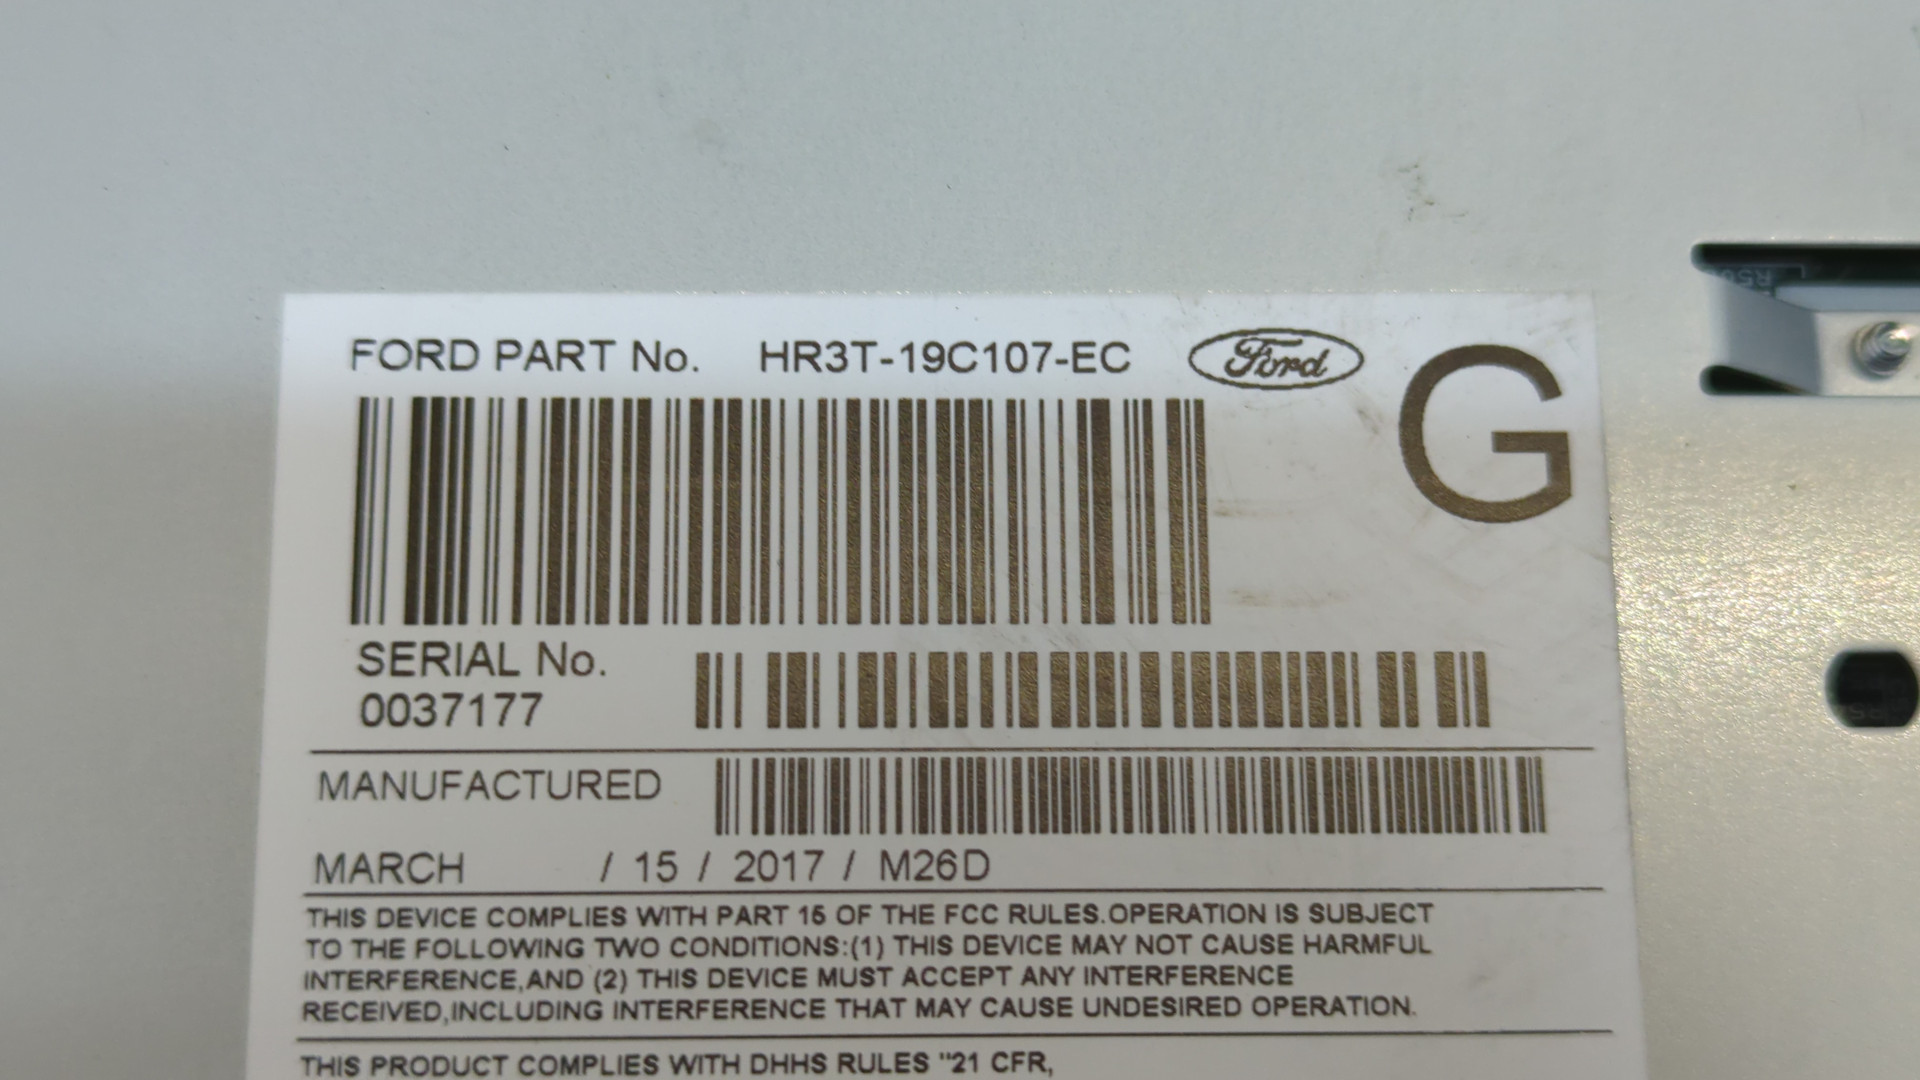 FORD PART No. HR3T-19C107-EC Ford
G
SERIAL No.
0037177
MANUFACTURED
MARCH / 15 / 2017 / M26D
THIS DEVICE COMPLIES WITH PART 15 OF THE FCC RULES.OPERATION IS SUBJECT
TO THE FOLLOWING TWO CONDITIONS:(1) THIS DEVICE MAY NOT CAUSE HARMFUL
INTERFERENCE,AND (2) THIS DEVICE MUST ACCEPT ANY INTERFERENCE
RECEIVED,INCLUDING INTERFERENCE THAT MAY CAUSE UNDESIRED OPERATION.
THIS PRODUCT COMPLIES WITH DHHS RULES "21 CFR,